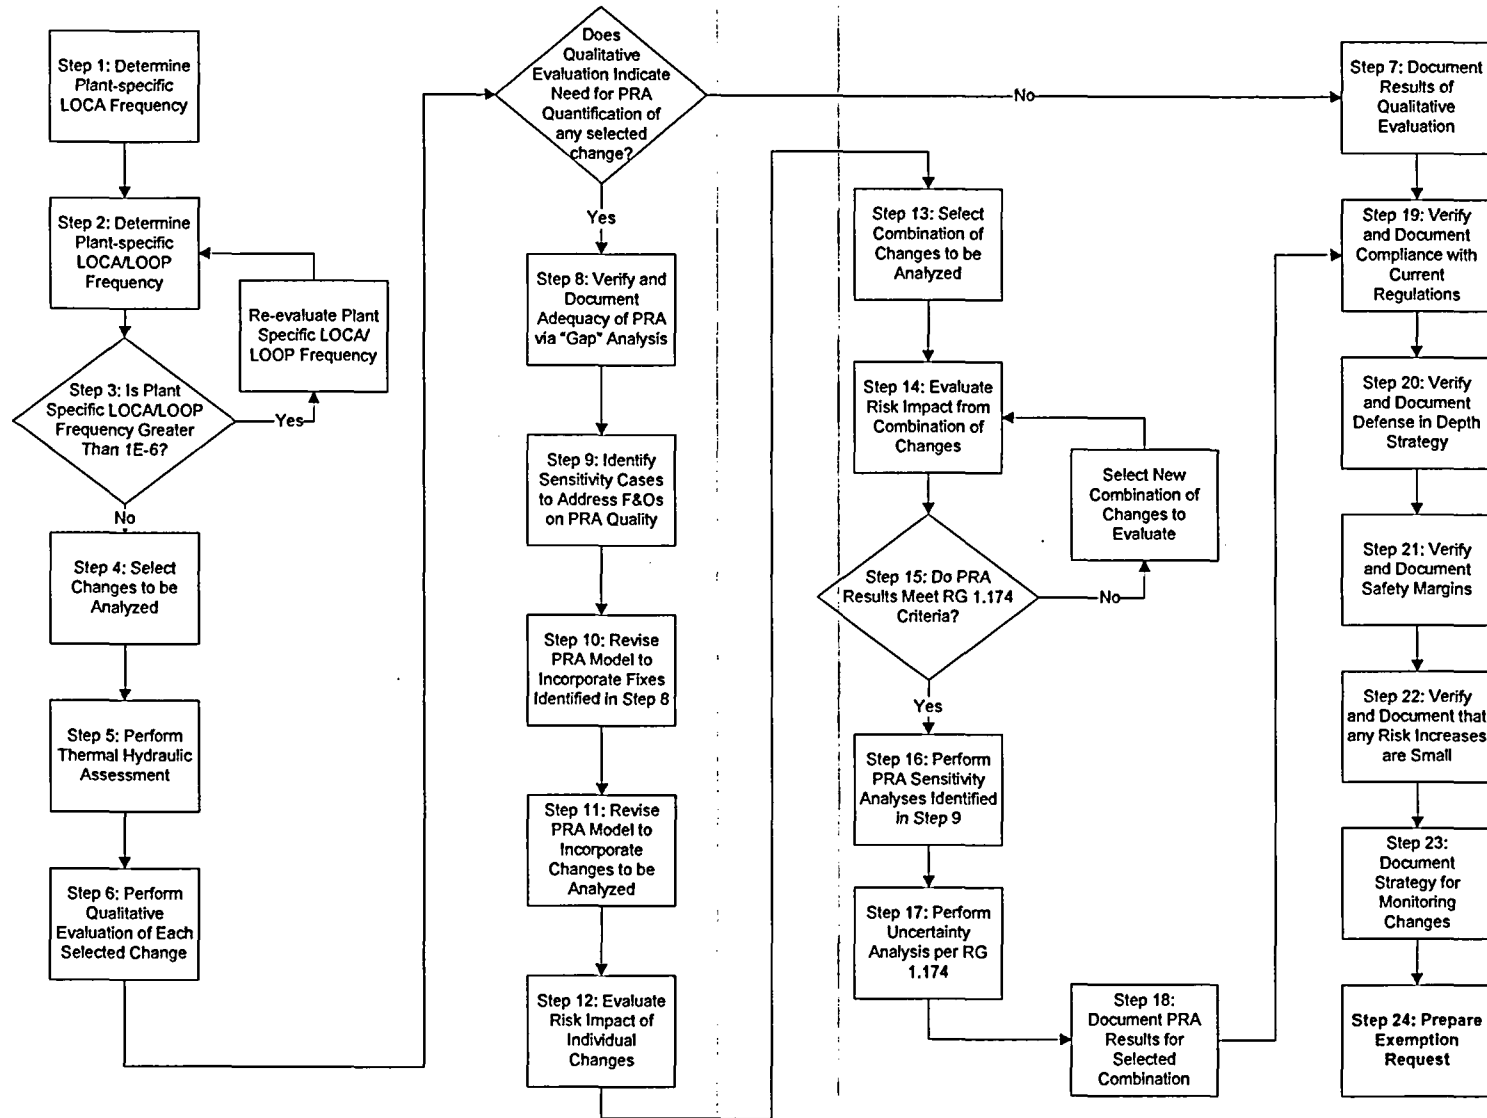 Step 1: Determine
Plant-specific
LOCA Frequency
Step 2: Determine
Plant-specific
LOCA/LOOP
Frequency
Re-evaluate Plant
Specific LOCA/
LOOP Frequency
Step 3: Is Plant
Specific LOCA/LOOP
Frequency Greater
Than 1E-6?
Yes
No
Step 4: Select
Changes to be
Analyzed
Step 5: Perform
Thermal Hydraulic
Assessment
Step 6: Perform
Qualitative
Evaluation of Each
Selected Change
Does
Qualitative
Evaluation Indicate
Need for PRA
Quantification of
any selected
change?
No
Yes
Step 7: Document
Results of
Qualitative
Evaluation
Step 8: Verify and
Document
Adequacy of PRA
via "Gap" Analysis
Step 9: Identify
Sensitivity Cases
to Address F&Os
on PRA Quality
Step 10: Revise
PRA Model to
Incorporate Fixes
Identified in Step 8
Step 11: Revise
PRA Model to
Incorporate
Changes to be
Analyzed
Step 12: Evaluate
Risk Impact of
Individual
Changes
Step 13: Select
Combination of
Changes to be
Analyzed
Step 14: Evaluate
Risk Impact from
Combination of
Changes
Select New
Combination of
Changes to
Evaluate
Step 15: Do PRA
Results Meet RG 1.174
Criteria?
No
Yes
Step 16: Perform
PRA Sensitivity
Analyses Identified
in Step 9
Step 17: Perform
Uncertainty
Analysis per RG
1.174
Step 18:
Document PRA
Results for
Selected
Combination
Step 19: Verify
and Document
Compliance with
Current
Regulations
Step 20: Verify
and Document
Defense in Depth
Strategy
Step 21: Verify
and Document
Safety Margins
Step 22: Verify
and Document that
any Risk Increases
are Small
Step 23:
Document
Strategy for
Monitoring
Changes
Step 24: Prepare
Exemption
Request